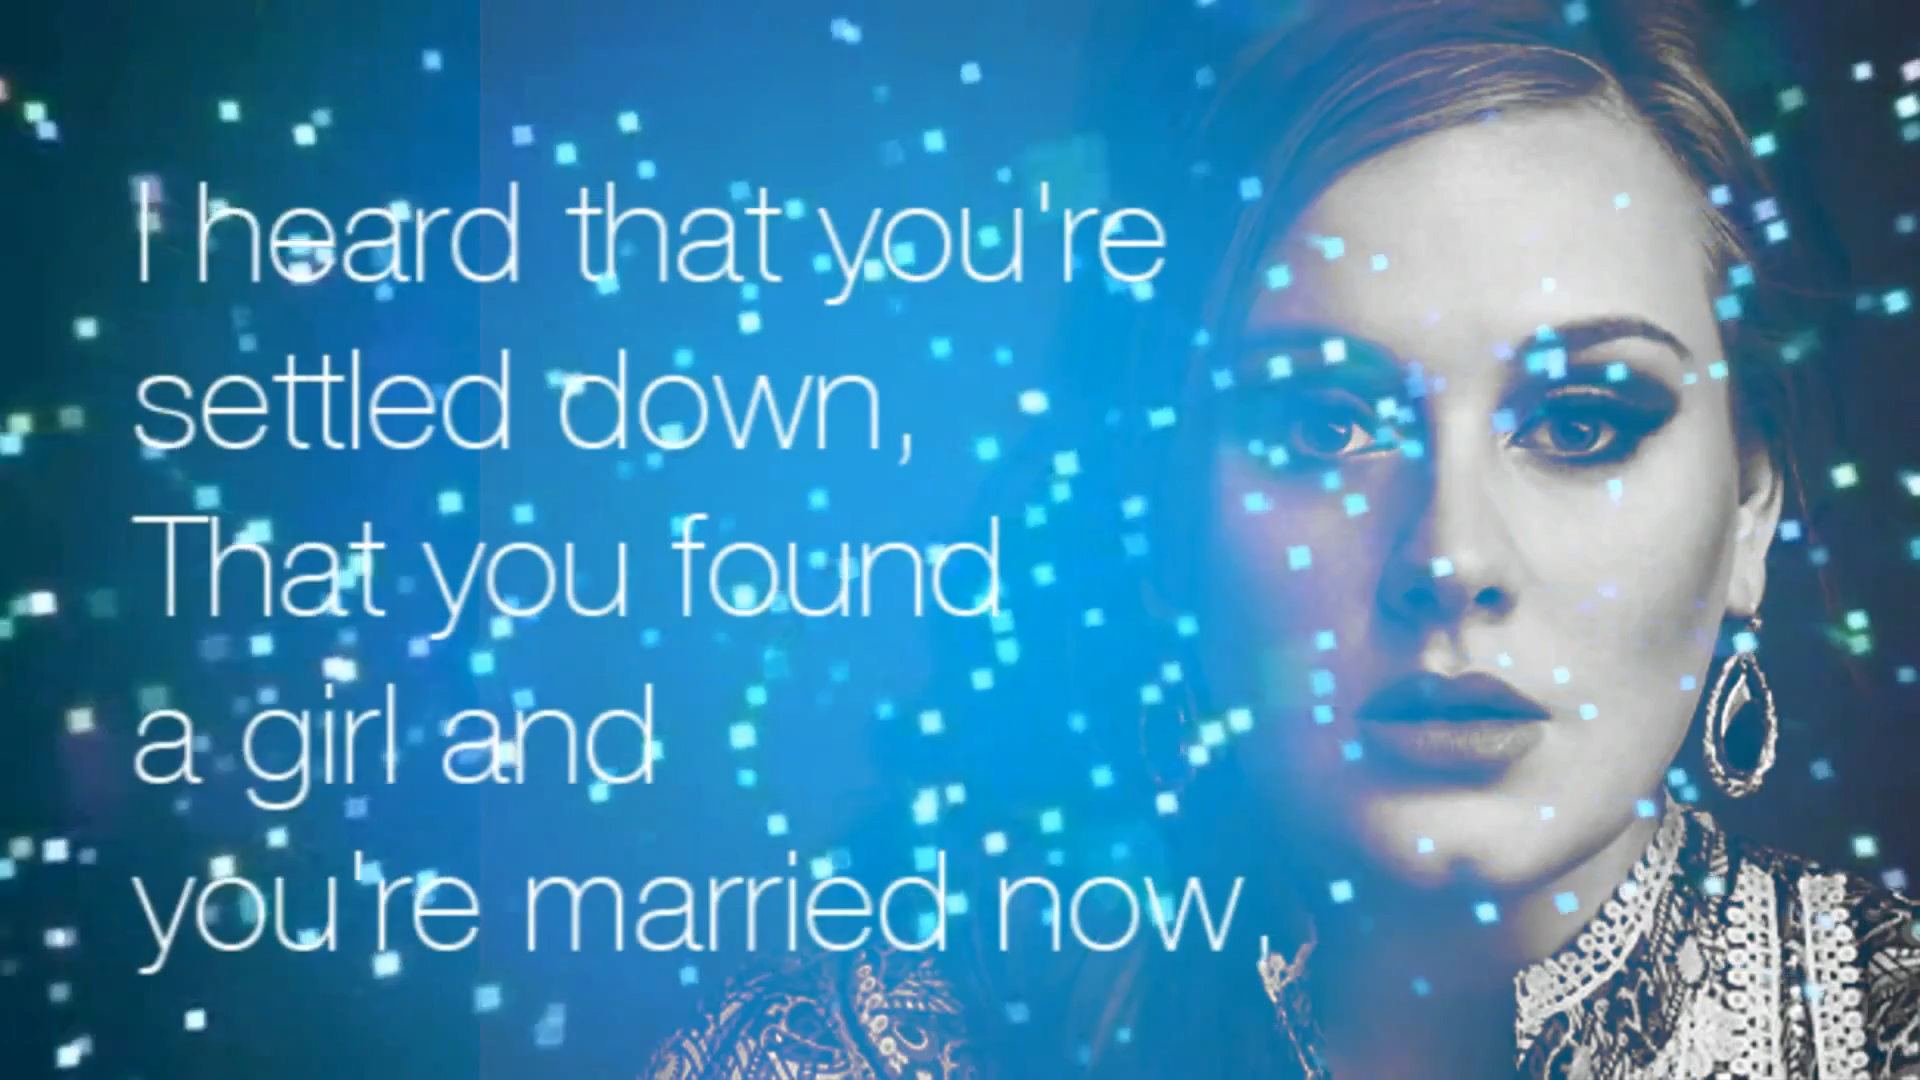 I heard that you're
settled down,
That you found
a girl and
you're married now,